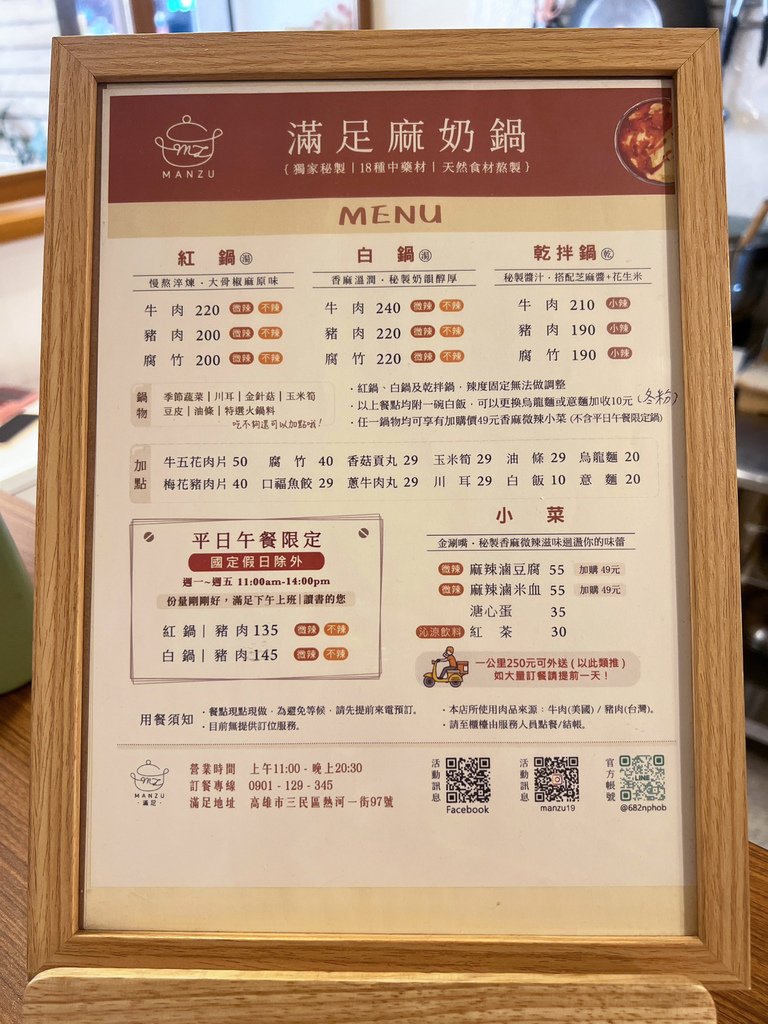 滿足麻奶鍋
MANZU
{ 獨家秘製 | 18種中藥材 | 天然食材熬製 }
MENU
紅鍋 湯
慢熬淬煉・大骨椒麻原味
牛肉 220 微辣 不辣
豬肉 200 微辣 不辣
腐竹 200 微辣 不辣
白鍋 湯
香麻溫潤・秘製奶韻醇厚
牛肉 240 微辣 不辣
豬肉 220 微辣 不辣
腐竹 220 微辣 不辣
乾拌鍋 乾
秘製醬汁・搭配芝麻醬+花生米
牛肉 210 小辣
豬肉 190 小辣
腐竹 190 小辣
鍋物
季節蔬菜 | 川耳 | 金針菇 | 玉米筍
豆皮 | 油條 | 特選火鍋料
吃不夠還可以加點哦!
・紅鍋、白鍋及乾拌鍋,辣度固定無法做調整
・以上餐點均附一碗白飯,可以更換烏龍麵或意麵加收10元 (冬粉)
・任一鍋物均可享有加購價49元香麻微辣小菜 (不含平日午餐限定鍋)
加點
牛五花肉片 50 腐竹 40 香菇貢丸 29 玉米筍 29 油條 29 烏龍麵 20
梅花豬肉片 40 口福魚餃 29 蔥牛肉丸 29 川耳 29 白飯 10 意麵 20
平日午餐限定
國定假日除外
週一~週五 11:00am-14:00pm
份量剛剛好,滿足下午上班|讀書的您
紅鍋 | 豬肉 135 微辣 不辣
白鍋 | 豬肉 145 微辣 不辣
小菜
金涮嘴・秘製香麻微辣滋味迴盪你的味蕾
微辣 麻辣滷豆腐 55 加購 49元
微辣 麻辣滷米血 55 加購 49元
溏心蛋 35
沁涼飲料 紅茶 30
一公里250元可外送 ( 以此類推 )
如大量訂餐請提前一天!
用餐須知
・餐點現點現做,為避免等候,請先提前來電預訂。
・目前無提供訂位服務。
・本店所使用肉品來源:牛肉(美國) / 豬肉(台灣)。
・請至櫃檯由服務人員點餐/結帳。
MANZU
・滿足・
營業時間 上午11:00 - 晚上20:30
訂餐專線 0901 - 129 - 345
滿足地址 高雄市三民區熱河一街97號
活動訊息
Facebook
活動訊息
manzu19
官方帳號
LINE
@682nphob